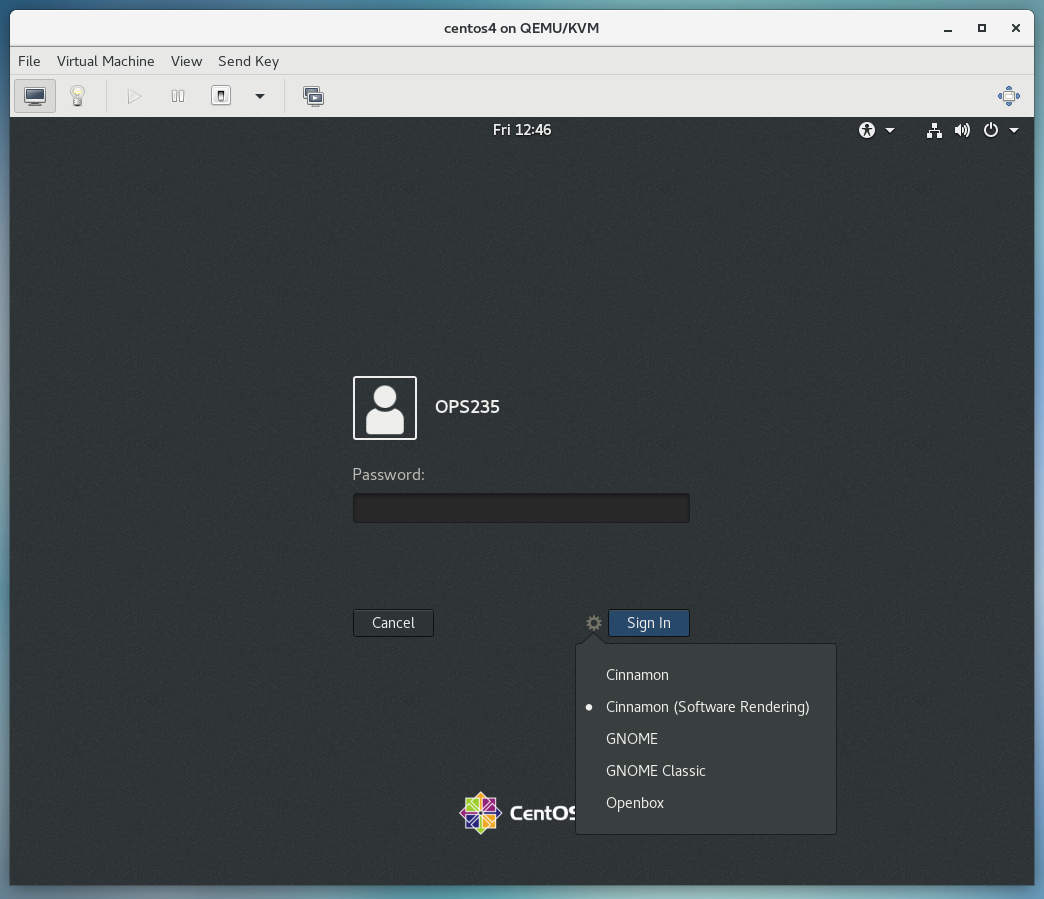 centos4 on QEMU/KVM
File Virtual Machine View Send Key
Fri 12:46
OPS235
Password:
Cancel Sign In
Cinnamon
Cinnamon (Software Rendering)
GNOME
GNOME Classic
Openbox
CentOS